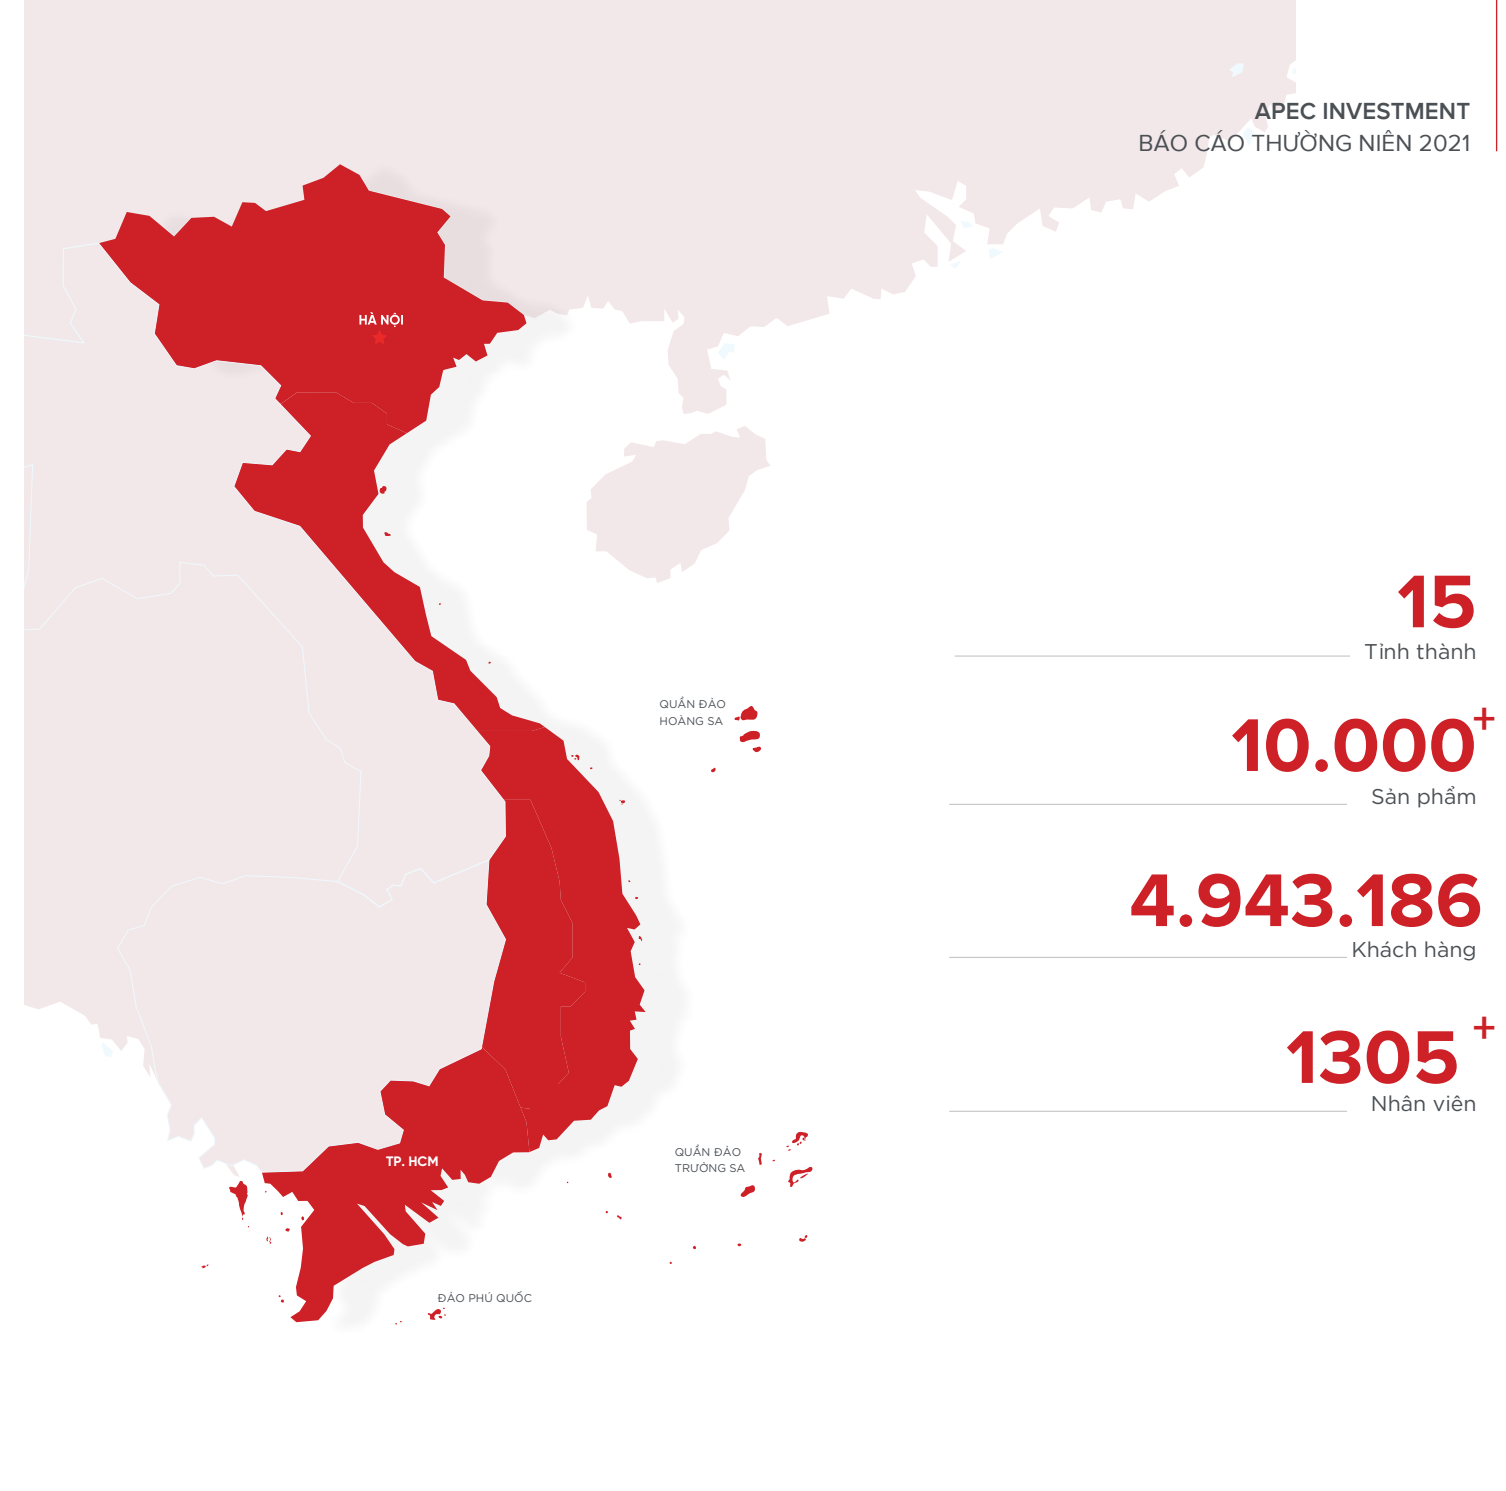 APEC INVESTMENT
BÁO CÁO THƯỜNG NIÊN 2021
HÀ NỘI
15
Tỉnh thành
QUẦN ĐẢO
HOÀNG SA
10.000+
Sản phẩm
4.943.186
Khách hàng
1305 +
Nhân viên
QUẦN ĐẢO
TRƯỜNG SA
TP. HCM
ĐẢO PHÚ QUỐC